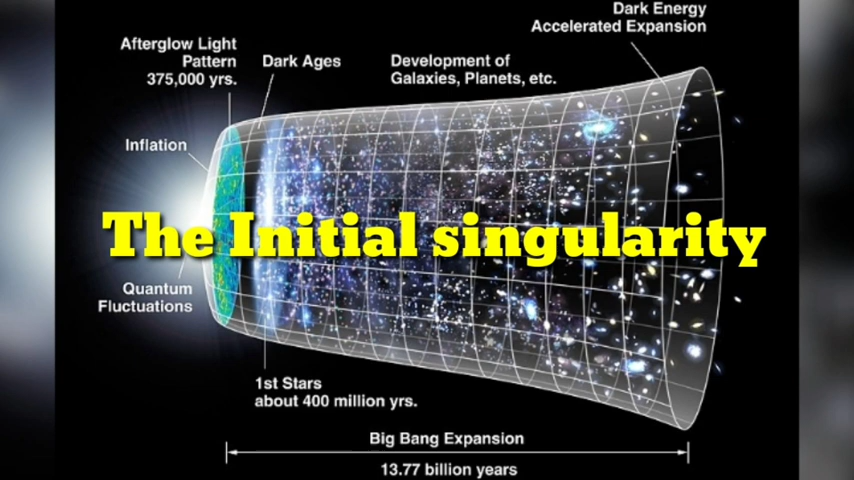 Dark Energy
Accelerated Expansion
Afterglow Light
Pattern
375,000 yrs.
Dark Ages
Development of
Galaxies, Planets, etc.
Inflation
The Initial singularity
Quantum
Fluctuations
1st Stars
about 400 million yrs.
Big Bang Expansion
13.77 billion years